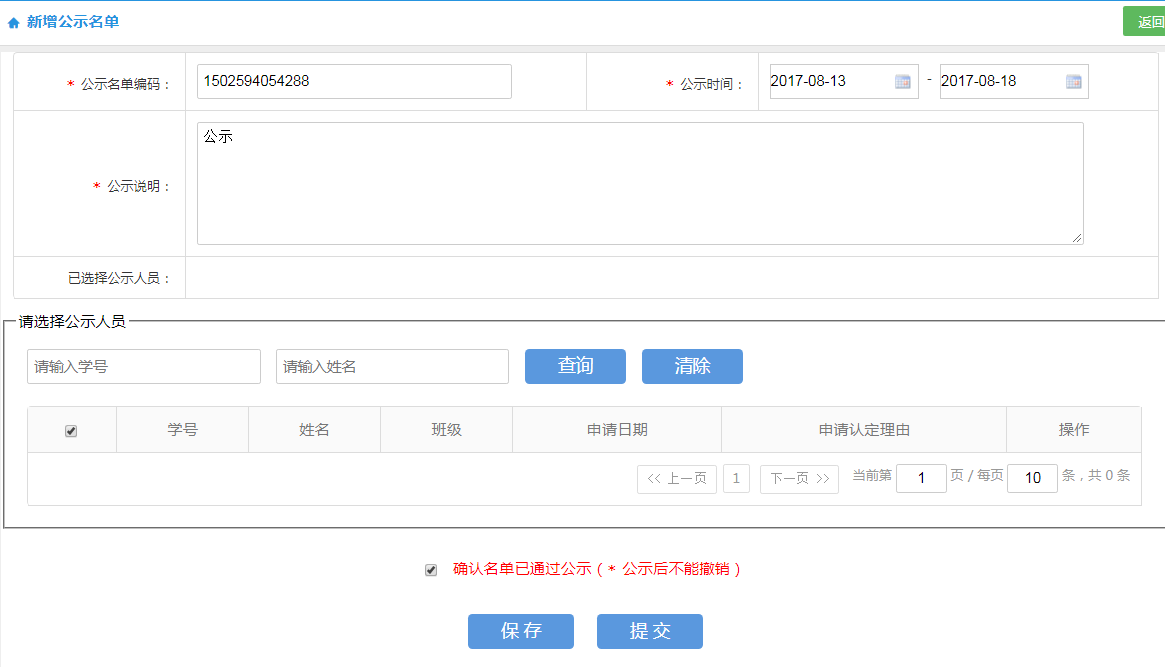 新增公示名单
返回
* 公示名单编码：
1502594054288
* 公示时间：
2017-08-13 - 2017-08-18
* 公示说明：
公示
已选择公示人员：
请选择公示人员
请输入学号 请输入姓名 查询 清除
学号 姓名 班级 申请日期 申请认定理由 操作
<< 上一页 1 下一页 >> 当前第 1 页 / 每页 10 条，共 0 条
确认名单已通过公示（* 公示后不能撤销）
保存 提交